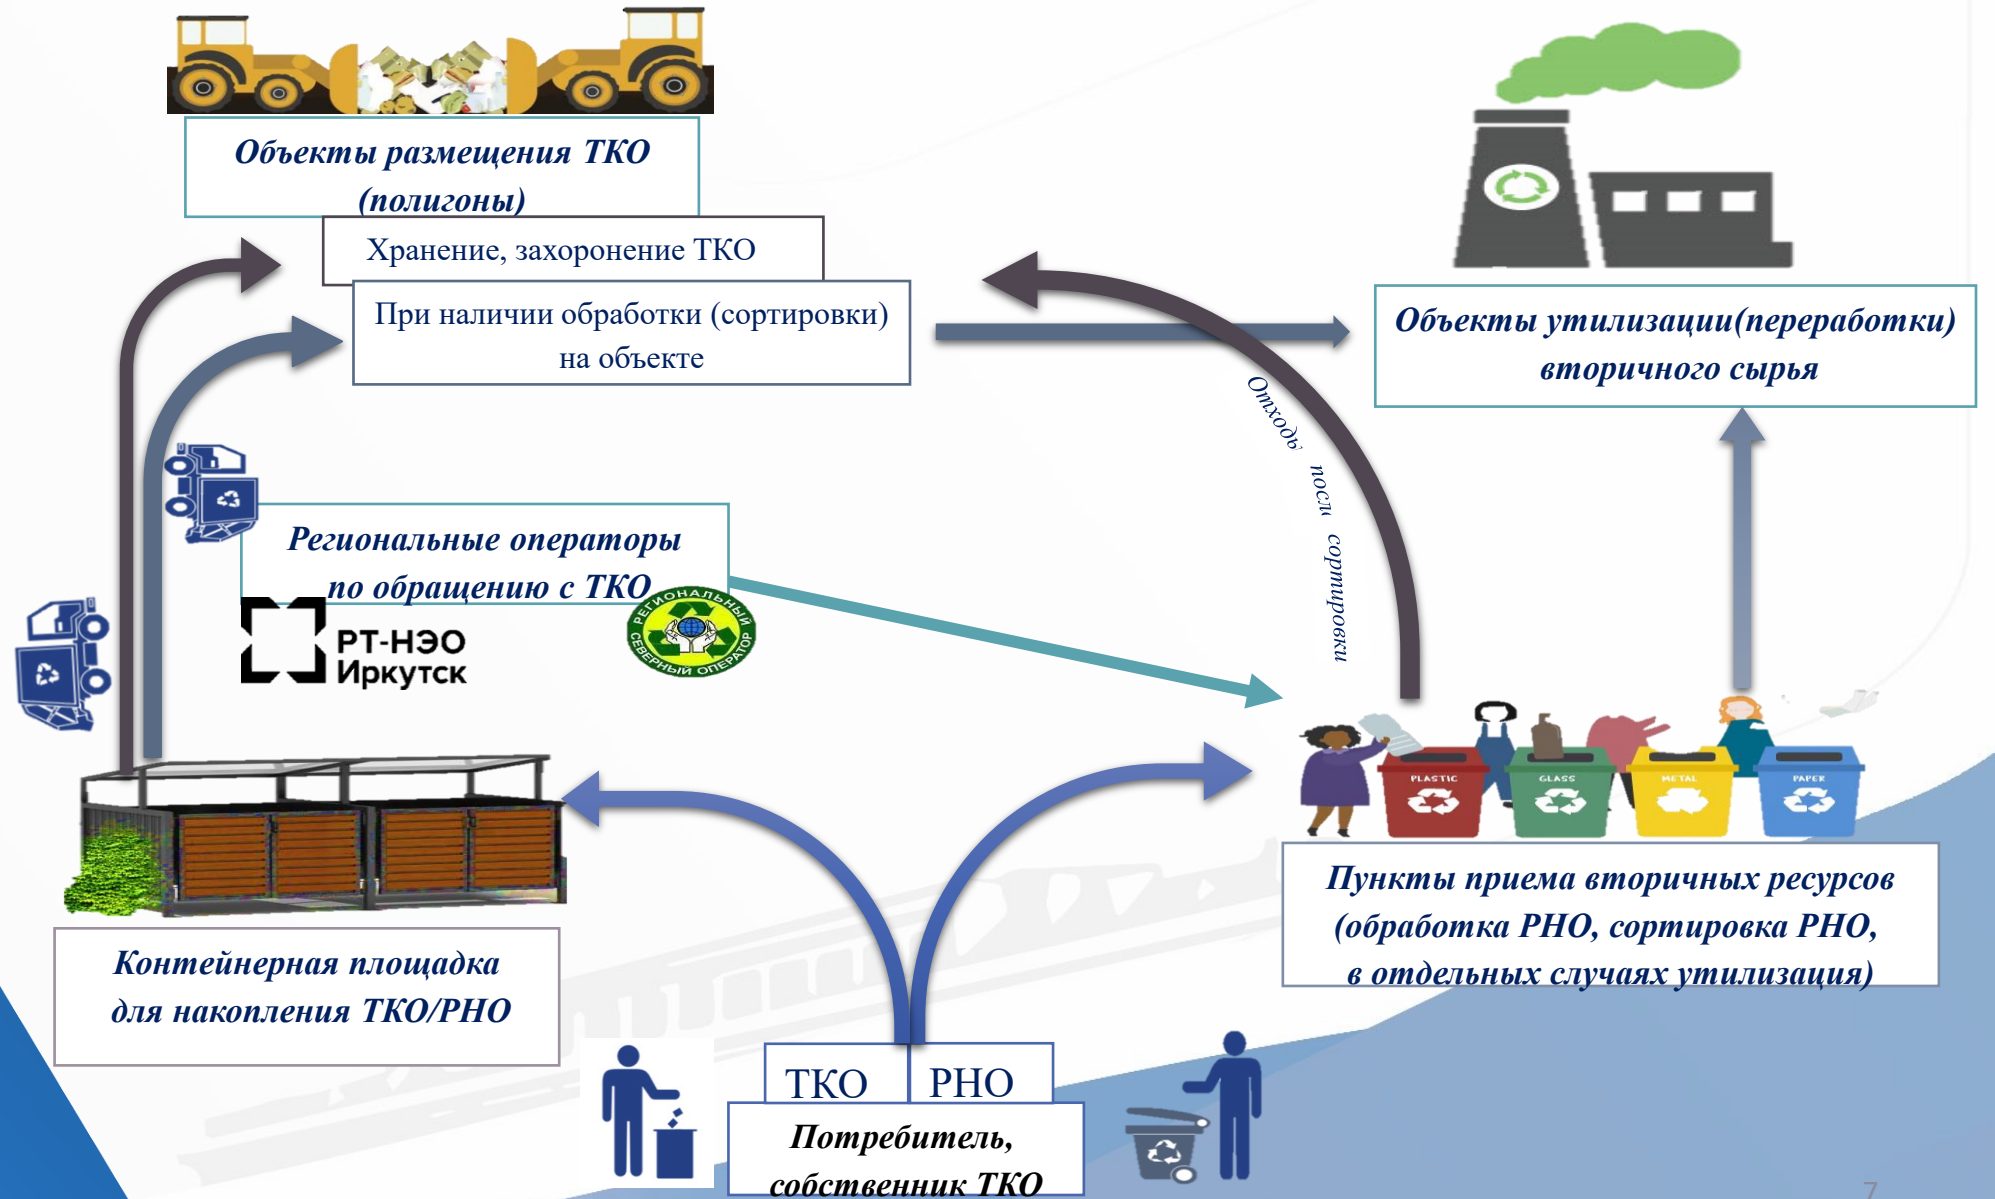 Объекты размещения ТКО
(полигоны)
Хранение, захоронение ТКО
При наличии обработки (сортировки)
на объекте
Объекты утилизации(переработки)
вторичного сырья
Отходы после сортировки
Региональные операторы
по обращению с ТКО
РТ-НЭО
Иркутск
РЕГИОНАЛЬНЫЙ
СЕВЕРНЫЙ ОПЕРАТОР
PLASTIC
GLASS
METAL
PAPER
Пункты приема вторичных ресурсов
(обработка РНО, сортировка РНО,
в отдельных случаях утилизация)
Контейнерная площадка
для накопления ТКО/РНО
ТКО
РНО
Потребитель,
собственник ТКО
7